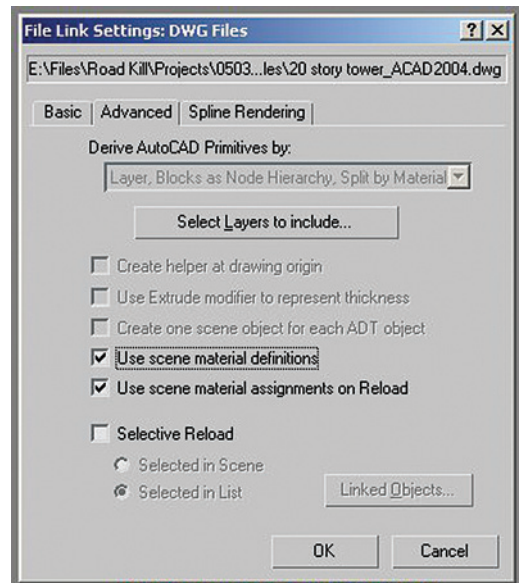 File Link Settings: DWG Files
E:\Files\Road Kill\Projects\0503...les\20 story tower_ACAD2004.dwg
Basic Advanced Spline Rendering
Derive AutoCAD Primitives by:
Layer, Blocks as Node Hierarchy, Split by Material
Select Layers to include...
Create helper at drawing origin
Use Extrude modifier to represent thickness
Create one scene object for each ADT object
Use scene material definitions
Use scene material assignments on Reload
Selective Reload
Selected in Scene
Selected in List
Linked Objects...
OK Cancel